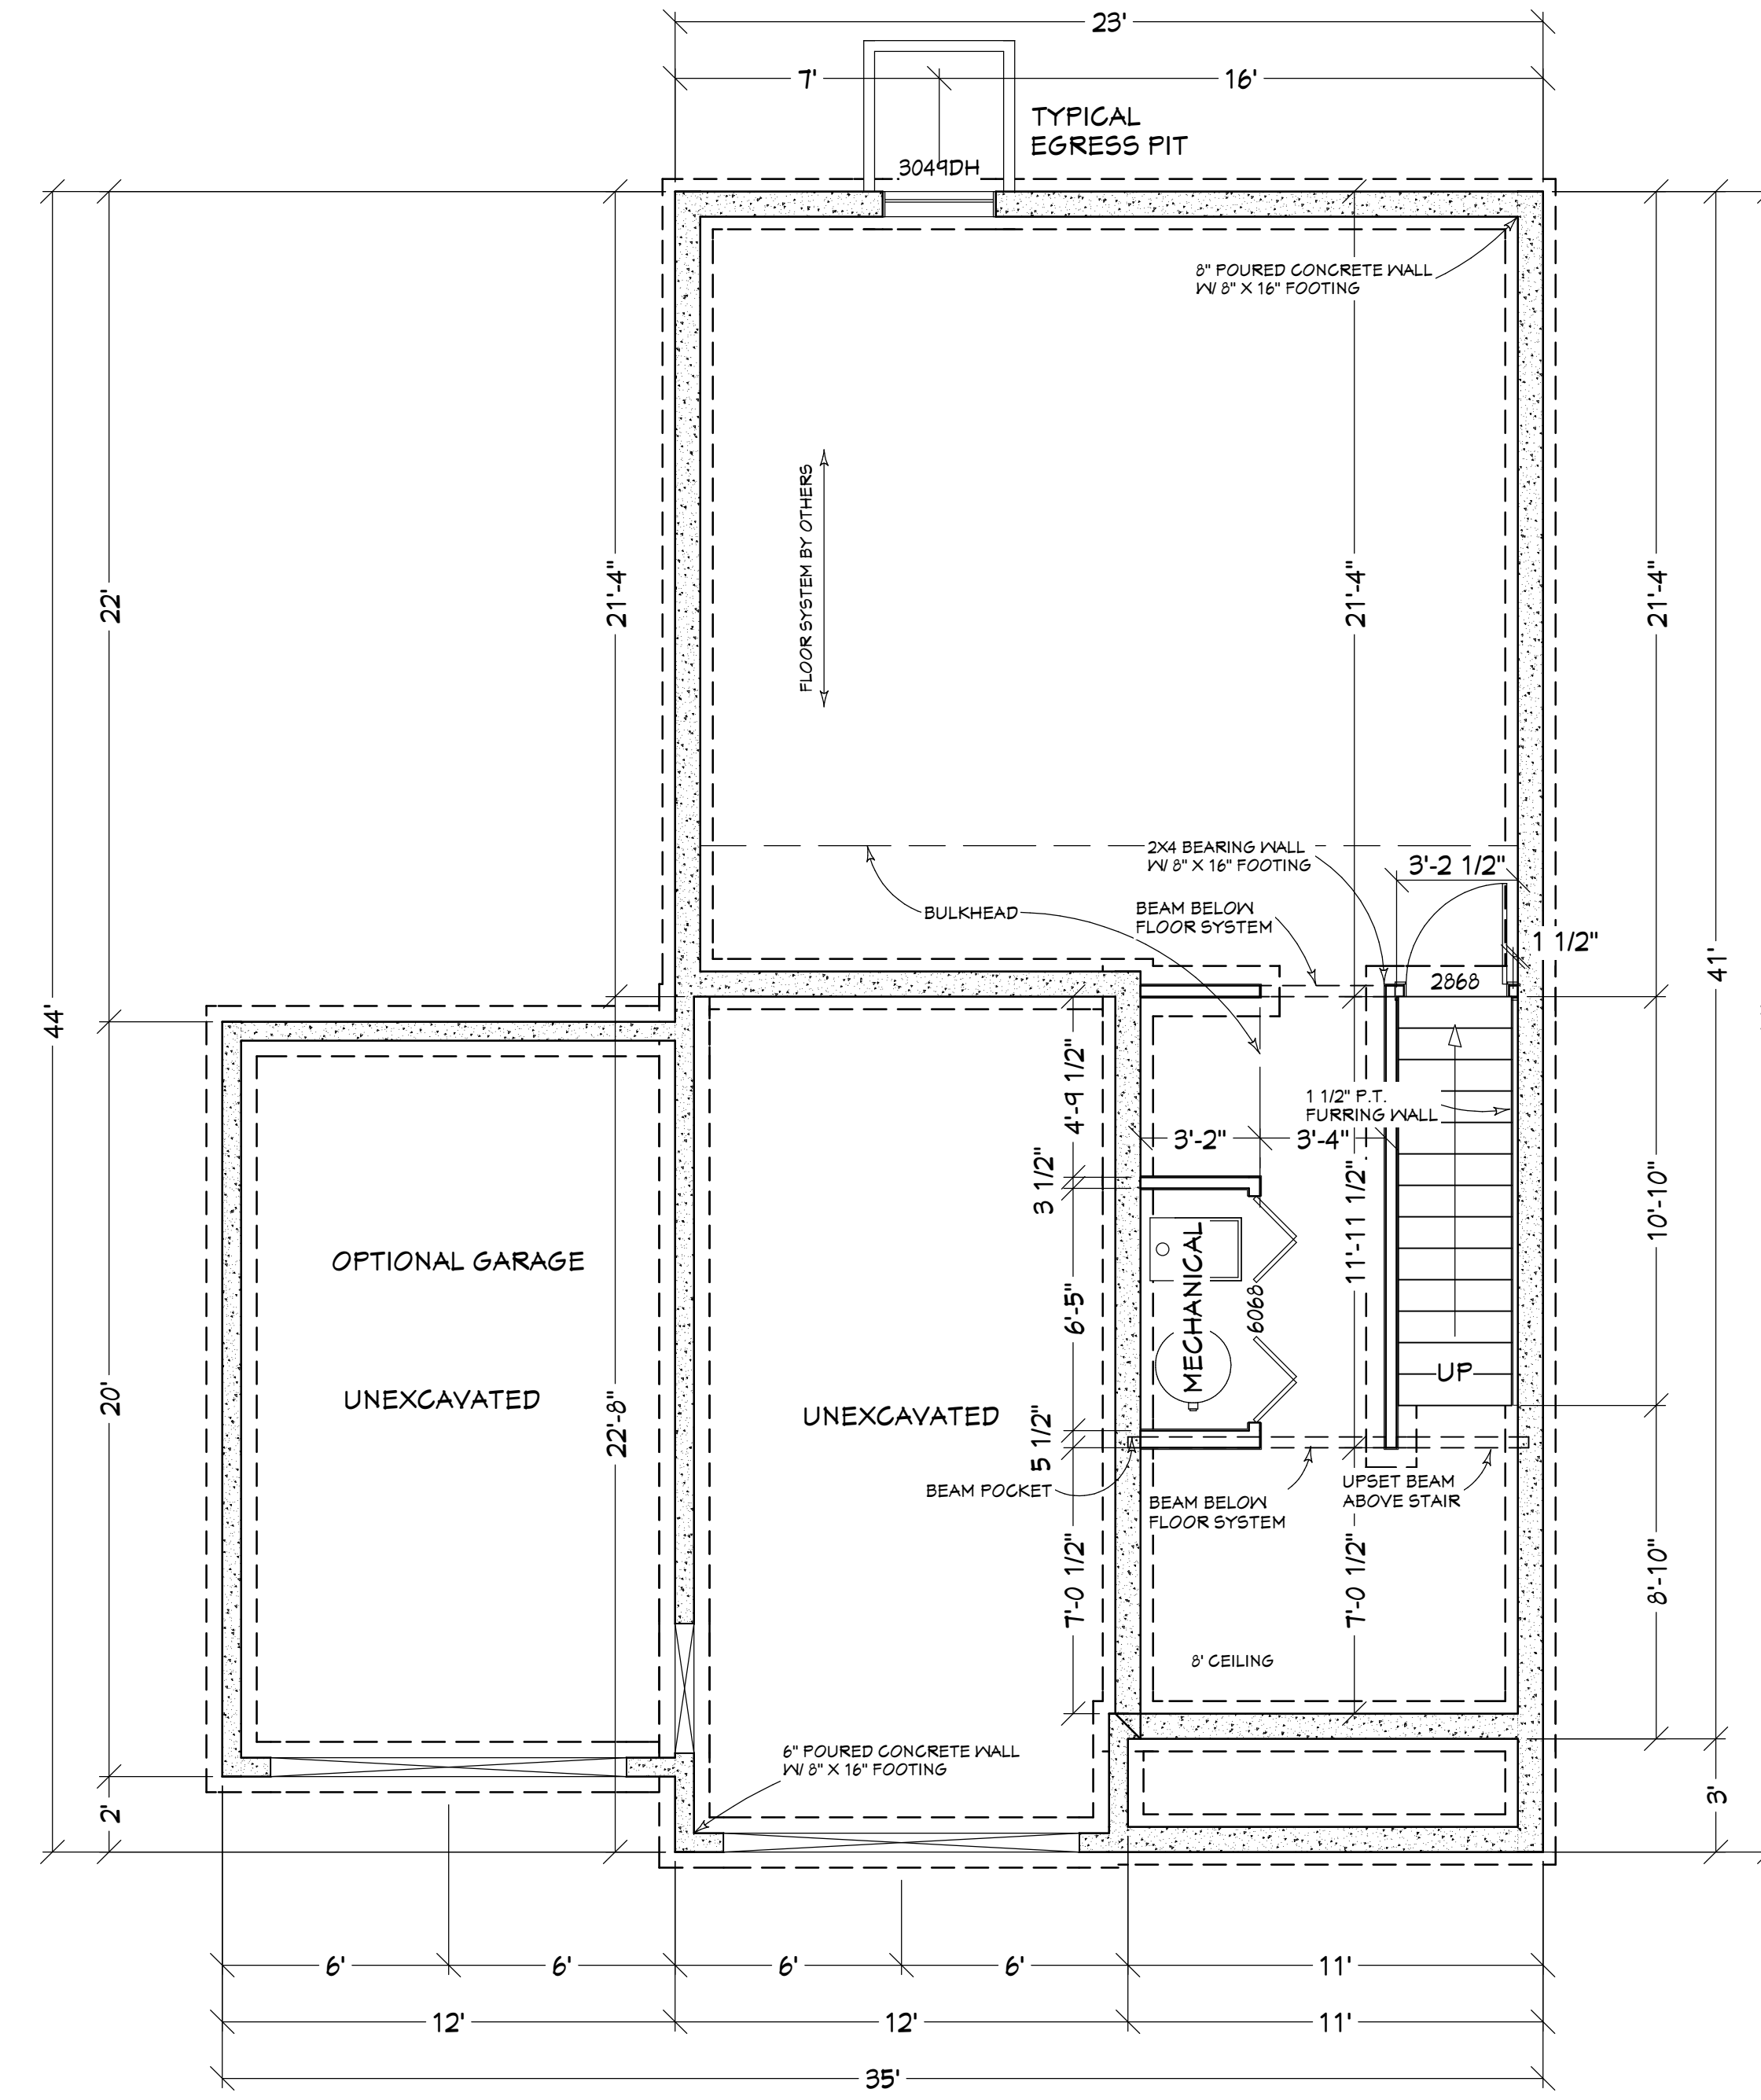 23'
7'
16'
TYPICAL
EGRESS PIT
3049DH
8" POURED CONCRETE WALL
W/ 8" X 16" FOOTING
FLOOR SYSTEM BY OTHERS
22'
21'-4"
21'-4"
21'-4"
2X4 BEARING WALL
W/ 8" X 16" FOOTING
3'-2 1/2"
BULKHEAD
BEAM BELOW
FLOOR SYSTEM
1 1/2"
41'
2868
44'
4'-9 1/2"
1 1/2" P.T.
FURRING WALL
3'-2"
3'-4"
3 1/2"
11'-11 1/2"
10'-10"
OPTIONAL GARAGE
MECHANICAL
6'-5"
6068
UP
UNEXCAVATED
20'
22'-8"
UNEXCAVATED
5 1/2"
BEAM POCKET
BEAM BELOW
FLOOR SYSTEM
UPSET BEAM
ABOVE STAIR
7'-0 1/2"
7'-0 1/2"
8'-10"
8' CEILING
6" POURED CONCRETE WALL
W/ 8" X 16" FOOTING
2'
3'
6'
6'
6'
6'
11'
12'
12'
11'
35'